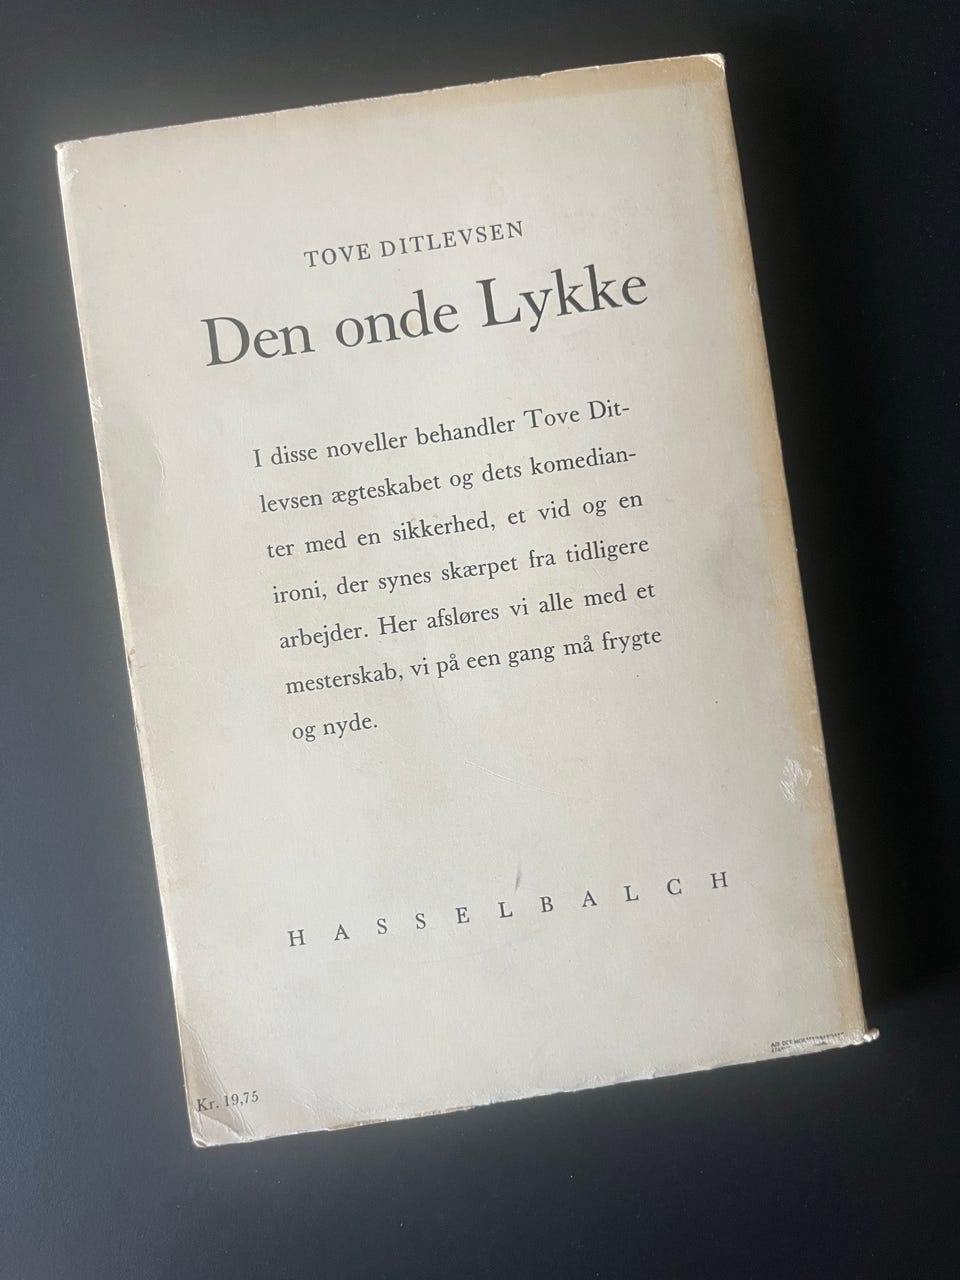 TOVE DITLEVSEN
Den onde Lykke
I disse noveller behandler Tove Dit-
levsen ægteskabet og dets komedian-
ter med en sikkerhed, et vid og en
ironi, der synes skærpet fra tidligere
arbejder. Her afsløres vi alle med et
mesterskab, vi på een gang må frygte
og nyde.
HASSELBALCH
Kr. 19,75